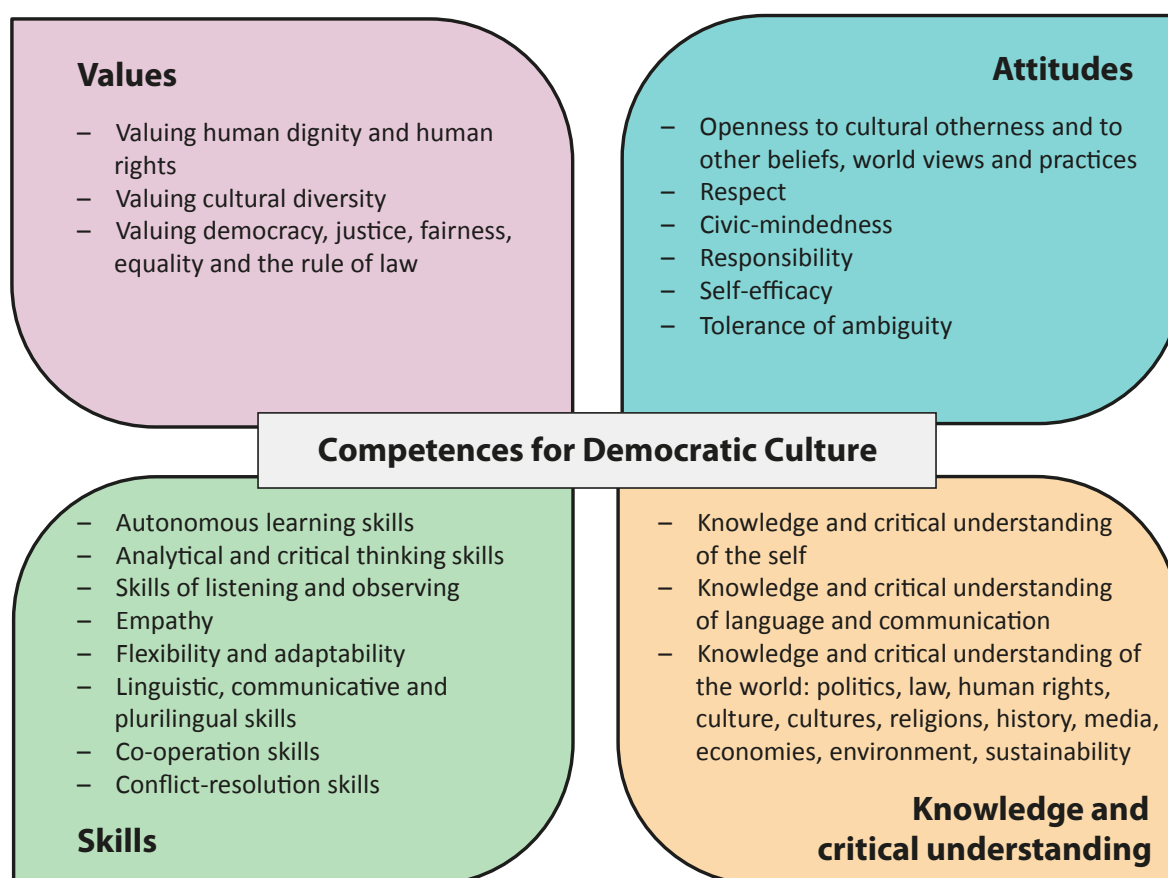 Values
– Valuing human dignity and human
rights
– Valuing cultural diversity
– Valuing democracy, justice, fairness,
equality and the rule of law
Attitudes
– Openness to cultural otherness and to
other beliefs, world views and practices
– Respect
– Civic-mindedness
– Responsibility
– Self-efficacy
– Tolerance of ambiguity
Competences for Democratic Culture
– Autonomous learning skills
– Analytical and critical thinking skills
– Skills of listening and observing
– Empathy
– Flexibility and adaptability
– Linguistic, communicative and
plurilingual skills
– Co-operation skills
– Conflict-resolution skills
Skills
– Knowledge and critical understanding
of the self
– Knowledge and critical understanding
of language and communication
– Knowledge and critical understanding of
the world: politics, law, human rights,
culture, cultures, religions, history, media,
economies, environment, sustainability
Knowledge and
critical understanding